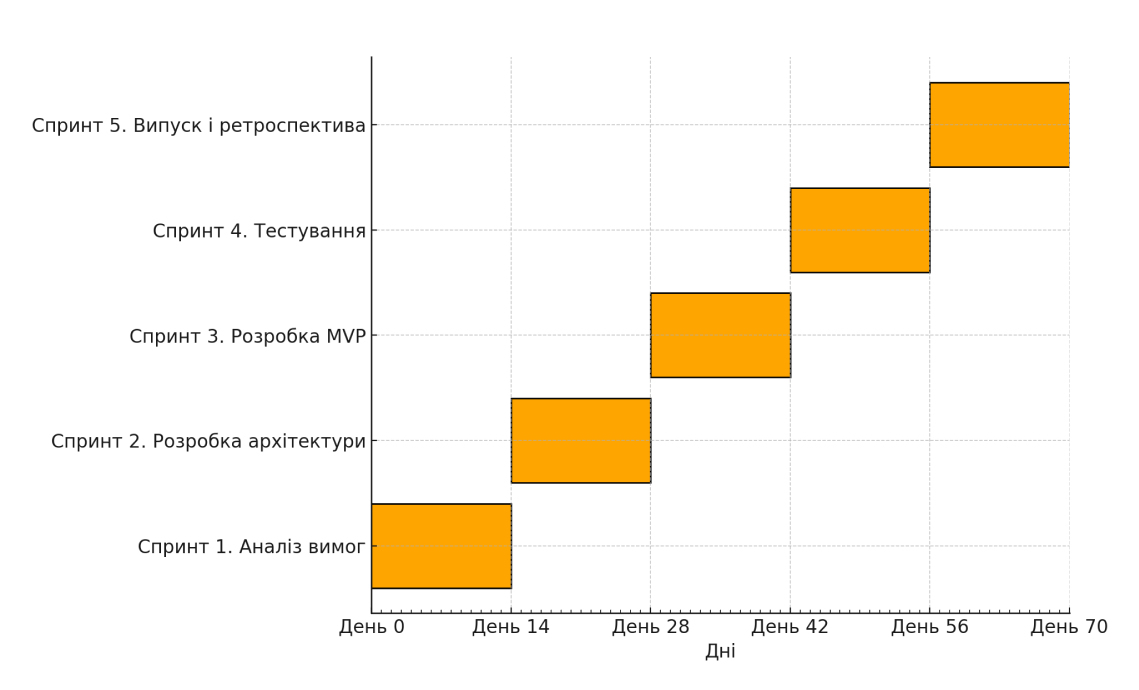 Спринт 5. Випуск і ретроспектива
Спринт 4. Тестування
Спринт 3. Розробка MVP
Спринт 2. Розробка архітектури
Спринт 1. Аналіз вимог
День 0 День 14 День 28 День 42 День 56 День 70
Дні